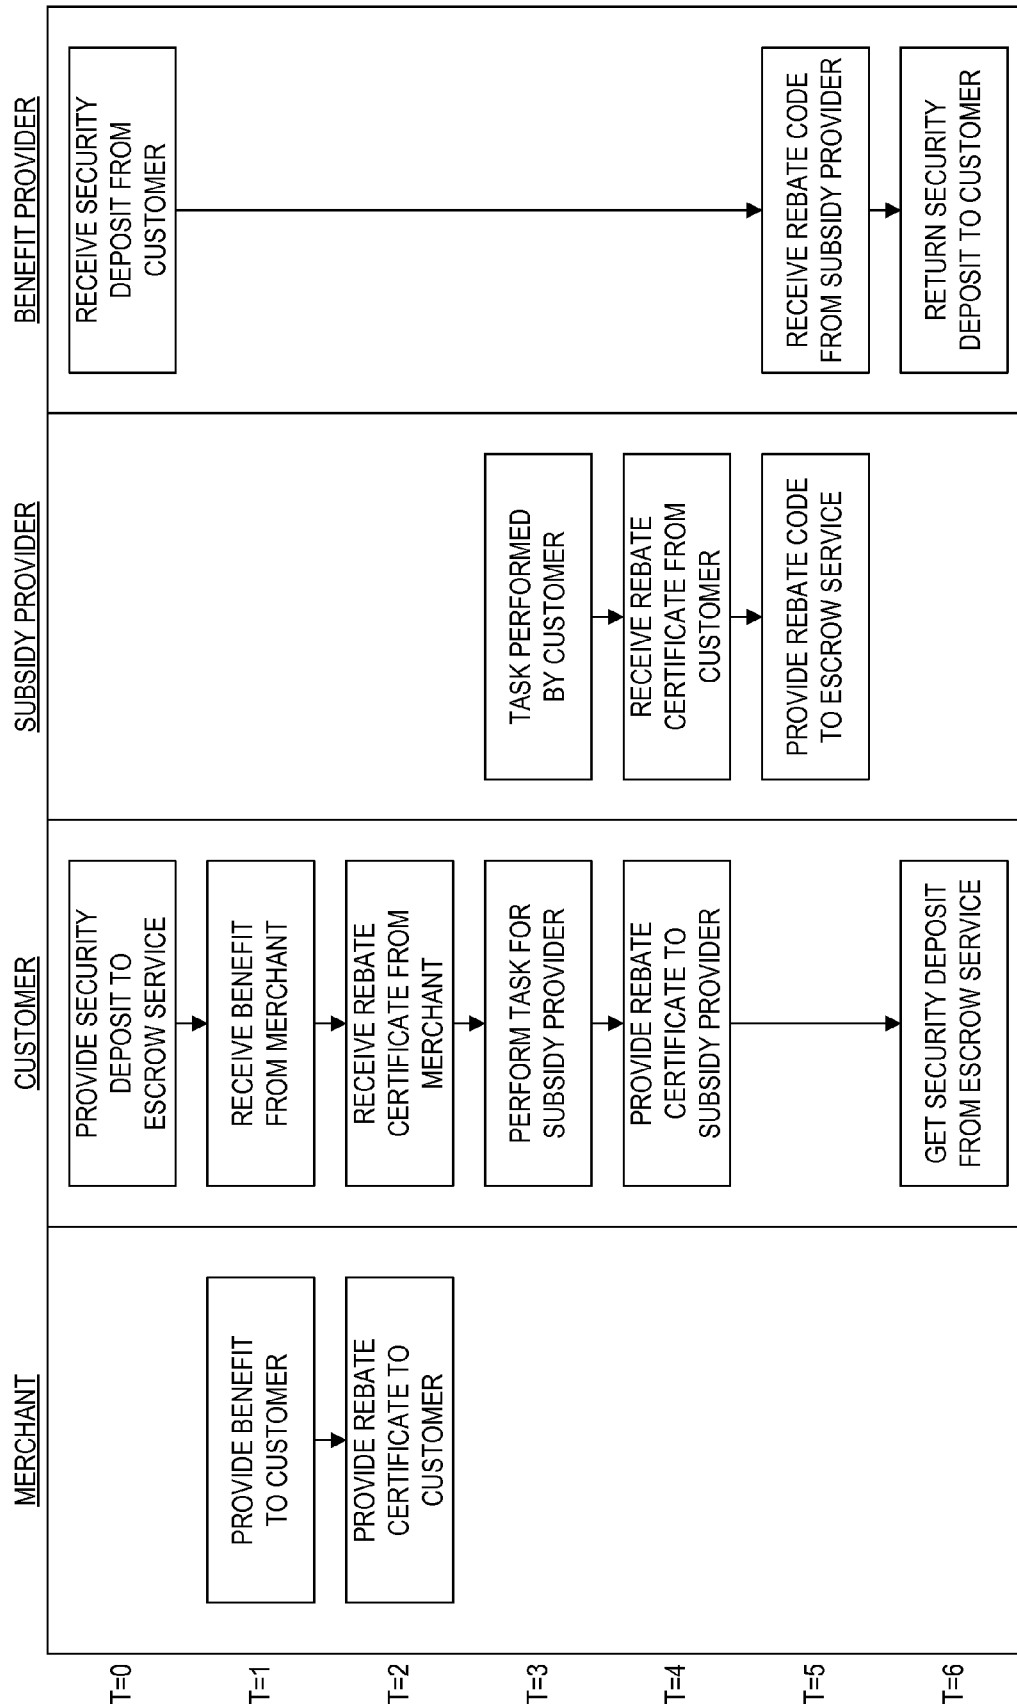 MERCHANT
CUSTOMER
SUBSIDY PROVIDER
BENEFIT PROVIDER
T=0
PROVIDE SECURITY
DEPOSIT TO
ESCROW SERVICE
RECEIVE SECURITY
DEPOSIT FROM
CUSTOMER
T=1
PROVIDE BENEFIT
TO CUSTOMER
RECEIVE BENEFIT
FROM MERCHANT
T=2
PROVIDE REBATE
CERTIFICATE TO
CUSTOMER
RECEIVE REBATE
CERTIFICATE FROM
MERCHANT
T=3
PERFORM TASK FOR
SUBSIDY PROVIDER
TASK PERFORMED
BY CUSTOMER
T=4
PROVIDE REBATE
CERTIFICATE TO
SUBSIDY PROVIDER
RECEIVE REBATE
CERTIFICATE FROM
CUSTOMER
T=5
PROVIDE REBATE CODE
TO ESCROW SERVICE
RECEIVE REBATE CODE
FROM SUBSIDY PROVIDER
T=6
GET SECURITY DEPOSIT
FROM ESCROW SERVICE
RETURN SECURITY
DEPOSIT TO CUSTOMER